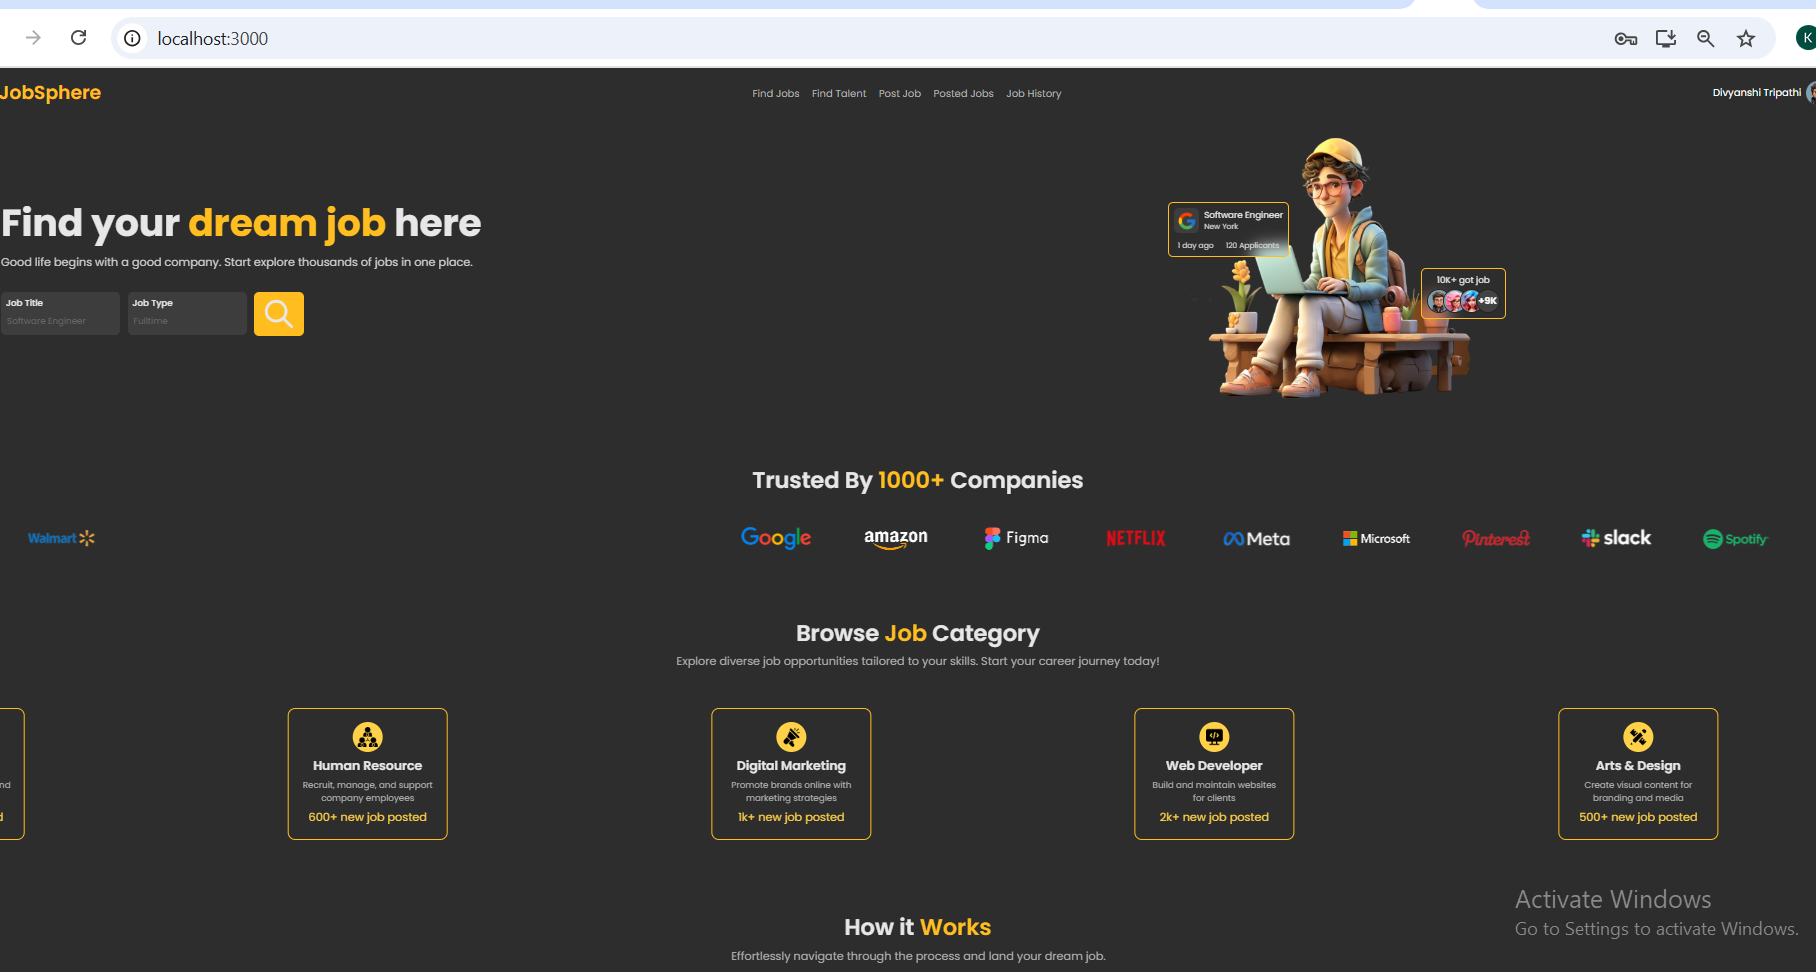 localhost:3000
K
JobSphere
Find Jobs Find Talent Post Job Posted Jobs Job History
Divyanshi Tripathi
Find your dream job here
Good life begins with a good company. Start explore thousands of jobs in one place.
Job Title
Software Engineer
Job Type
Fulltime
Software Engineer
New York
1 day ago 120 Applicants
10K+ got job
+9K
Trusted By 1000+ Companies
Walmart Google amazon Figma NETFLIX Meta Microsoft Pinterest slack Spotify
Browse Job Category
Explore diverse job opportunities tailored to your skills. Start your career journey today!
Human Resource
Recruit, manage, and support
company employees
600+ new job posted
Digital Marketing
Promote brands online with
marketing strategies
1k+ new job posted
Web Developer
Build and maintain websites
for clients
2k+ new job posted
Arts & Design
Create visual content for
branding and media
500+ new job posted
How it Works
Effortlessly navigate through the process and land your dream job.
Activate Windows
Go to Settings to activate Windows.